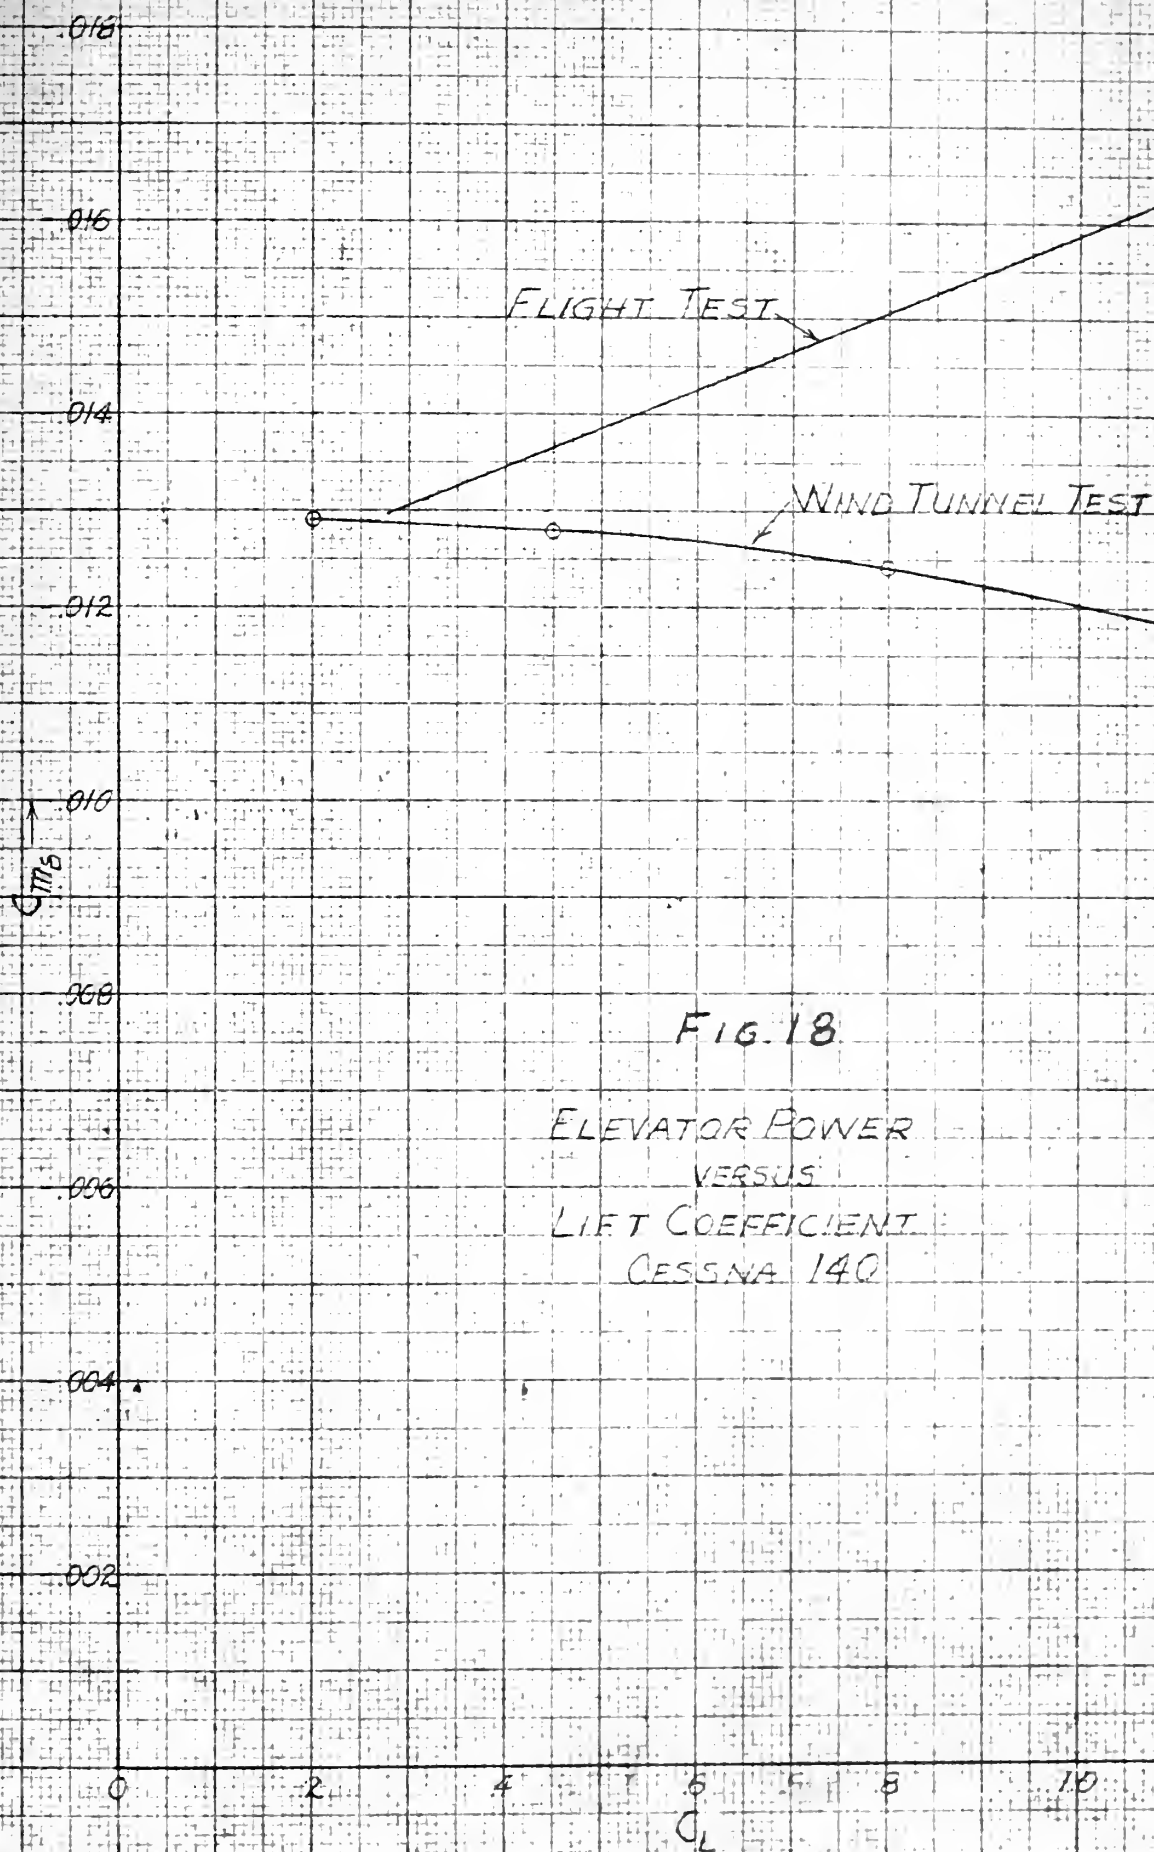 .018
.016
FLIGHT TEST
.014
WIND TUNNEL TEST
.012
.010
Cmδ
.008
FIG. 18
ELEVATOR POWER
VERSUS
.006
LIFT COEFFICIENT
CESSNA 140
.004
.002
0 .2 .4 .6 .8 1.0
CL